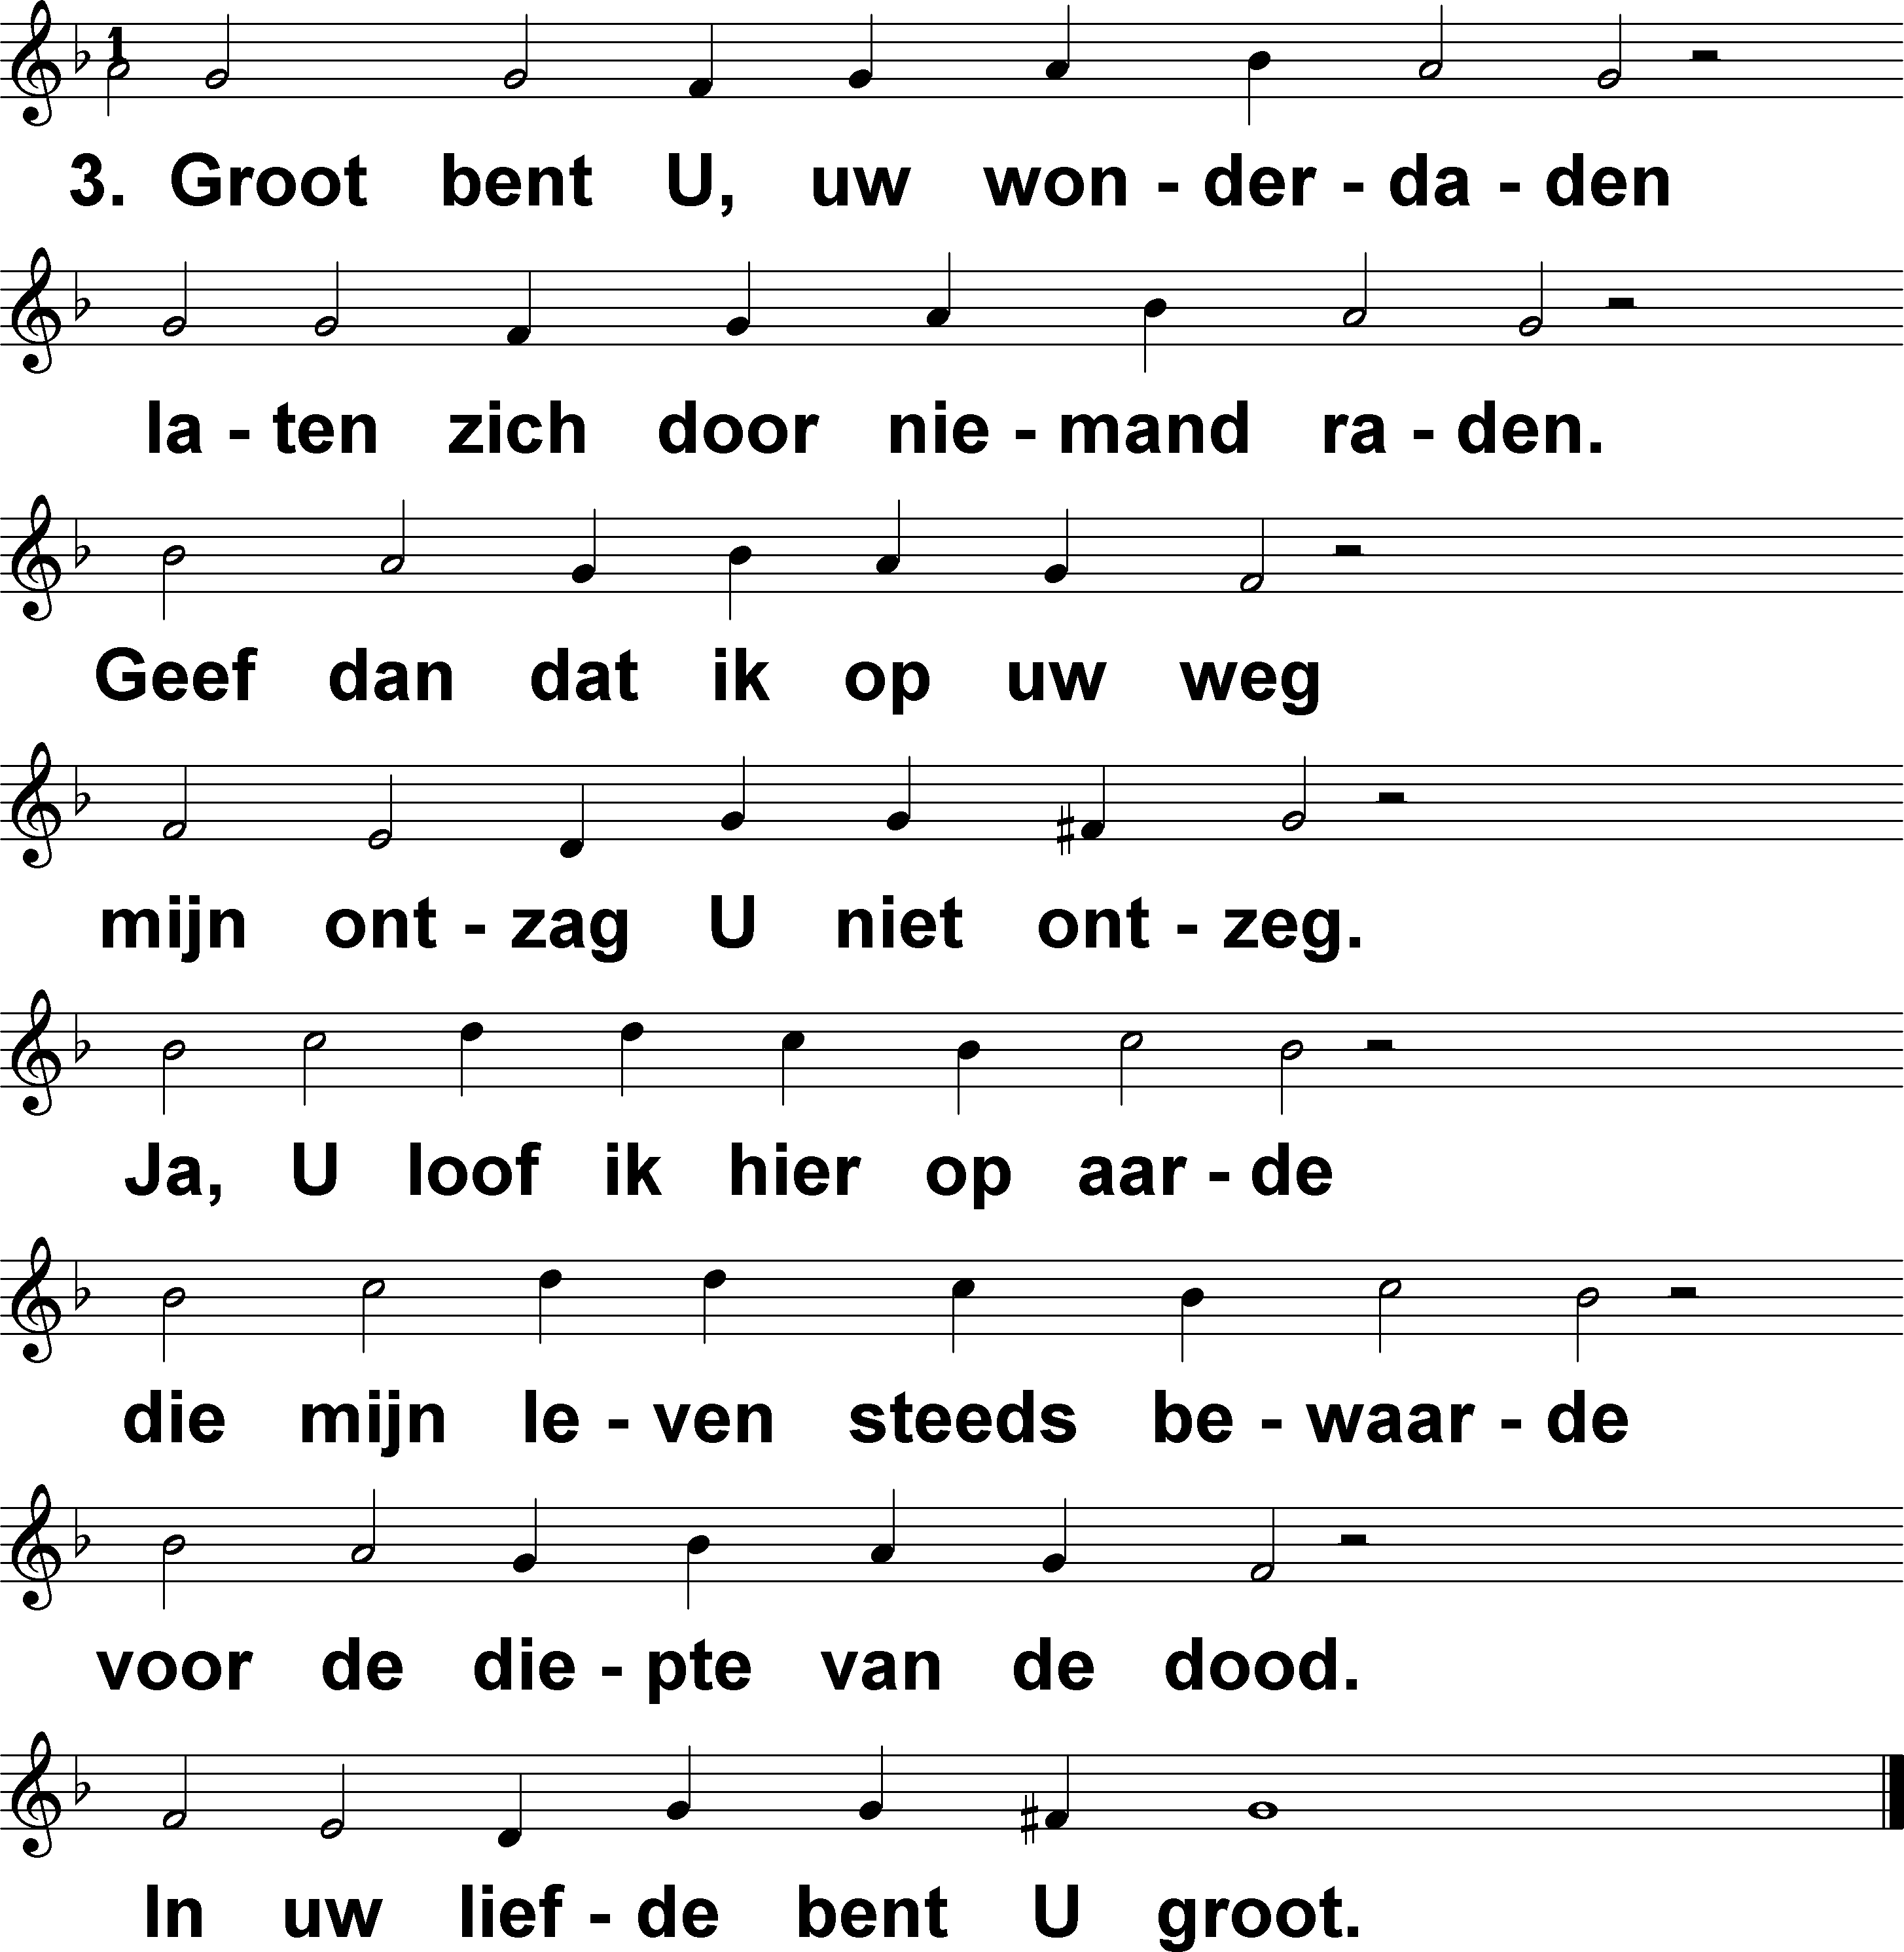 1
3. Groot bent U, uw won - der - da - den
la - ten zich door nie - mand ra - den.
Geef dan dat ik op uw weg
mijn ont - zag U niet ont - zeg.
Ja, U loof ik hier op aar - de
die mijn le - ven steeds be - waar - de
voor de die - pte van de dood.
In uw lief - de bent U groot.